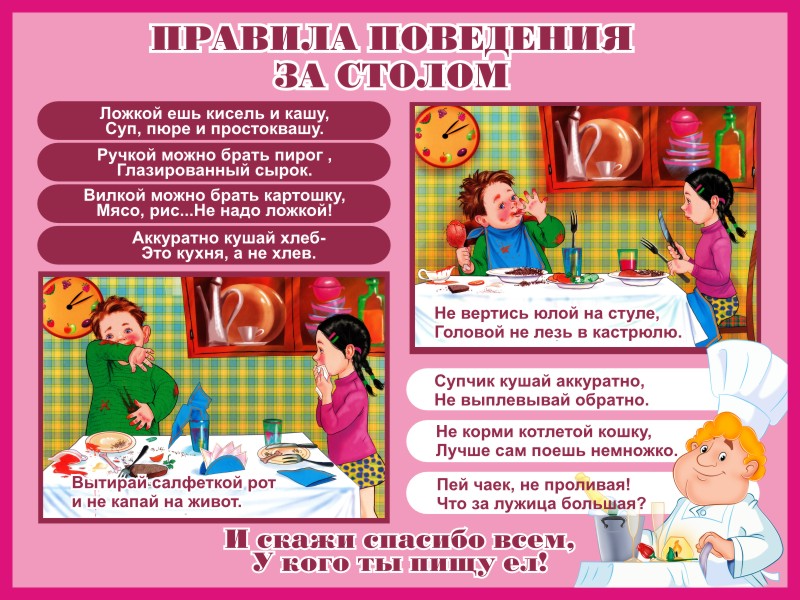 ПРАВИЛА ПОВЕДЕНИЯ
ЗА СТОЛОМ
Ложкой ешь кисель и кашу,
Суп, пюре и простоквашу.
Ручкой можно брать пирог ,
Глазированный сырок.
Вилкой можно брать картошку,
Мясо, рис...Не надо ложкой!
Аккуратно кушай хлеб-
Это кухня, а не хлев.
Вытирай салфеткой рот
и не капай на живот.
Не вертись юлой на стуле,
Головой не лезь в кастрюлю.
Супчик кушай аккуратно,
Не выплевывай обратно.
Не корми котлетой кошку,
Лучше сам поешь немножко.
Пей чаек, не проливая!
Что за лужица большая?
И скажи спасибо всем,
У кого ты пищу ел!